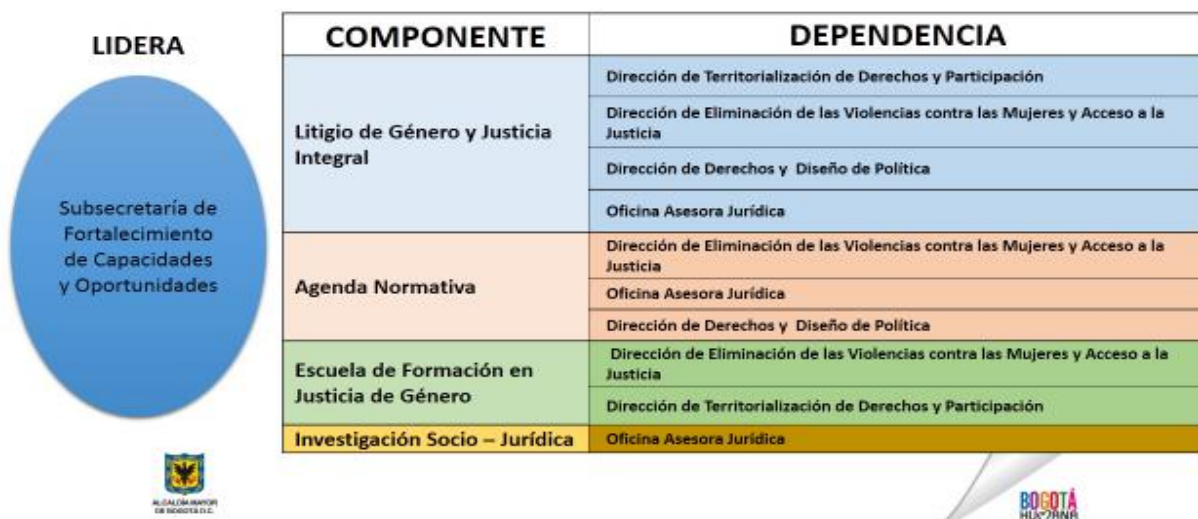 LIDERA
COMPONENTE
DEPENDENCIA
Subsecretaría de
Fortalecimiento
de Capacidades
y Oportunidades
Litigio de Género y Justicia
Integral
Dirección de Territorialización de Derechos y Participación
Dirección de Eliminación de las Violencias contra las Mujeres y Acceso a la
Justicia
Dirección de Derechos y Diseño de Política
Oficina Asesora Jurídica
Agenda Normativa
Dirección de Eliminación de las Violencias contra las Mujeres y Acceso a la
Justicia
Oficina Asesora Jurídica
Dirección de Derechos y Diseño de Política
Escuela de Formación en
Justicia de Género
Dirección de Eliminación de las Violencias contra las Mujeres y Acceso a la
Justicia
Dirección de Territorialización de Derechos y Participación
Investigación Socio – Jurídica
Oficina Asesora Jurídica
ALCALDÍA MAYOR
DE BOGOTÁ D.C.
BOGOTÁ